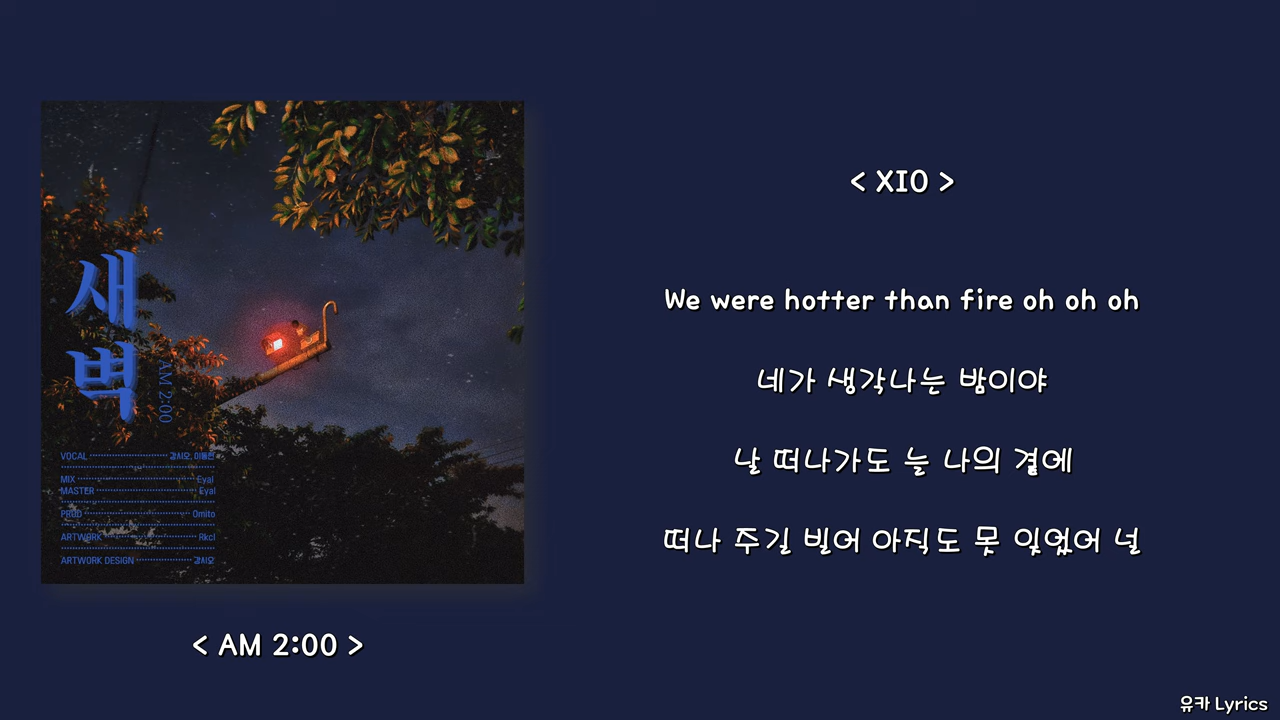 새벽
AM 2:00
VOCAL
MIX Eyal
MASTER Eyal
PROD Omito
ARTWORK Rkcl
ARTWORK DESIGN 김시오
< AM 2:00 >
< XIO >
We were hotter than fire oh oh oh
네가 생각나는 밤이야
날 떠나가도 늘 나의 곁에
떠나 주길 빌어 아직도 못 잊었어 널
유카 Lyrics